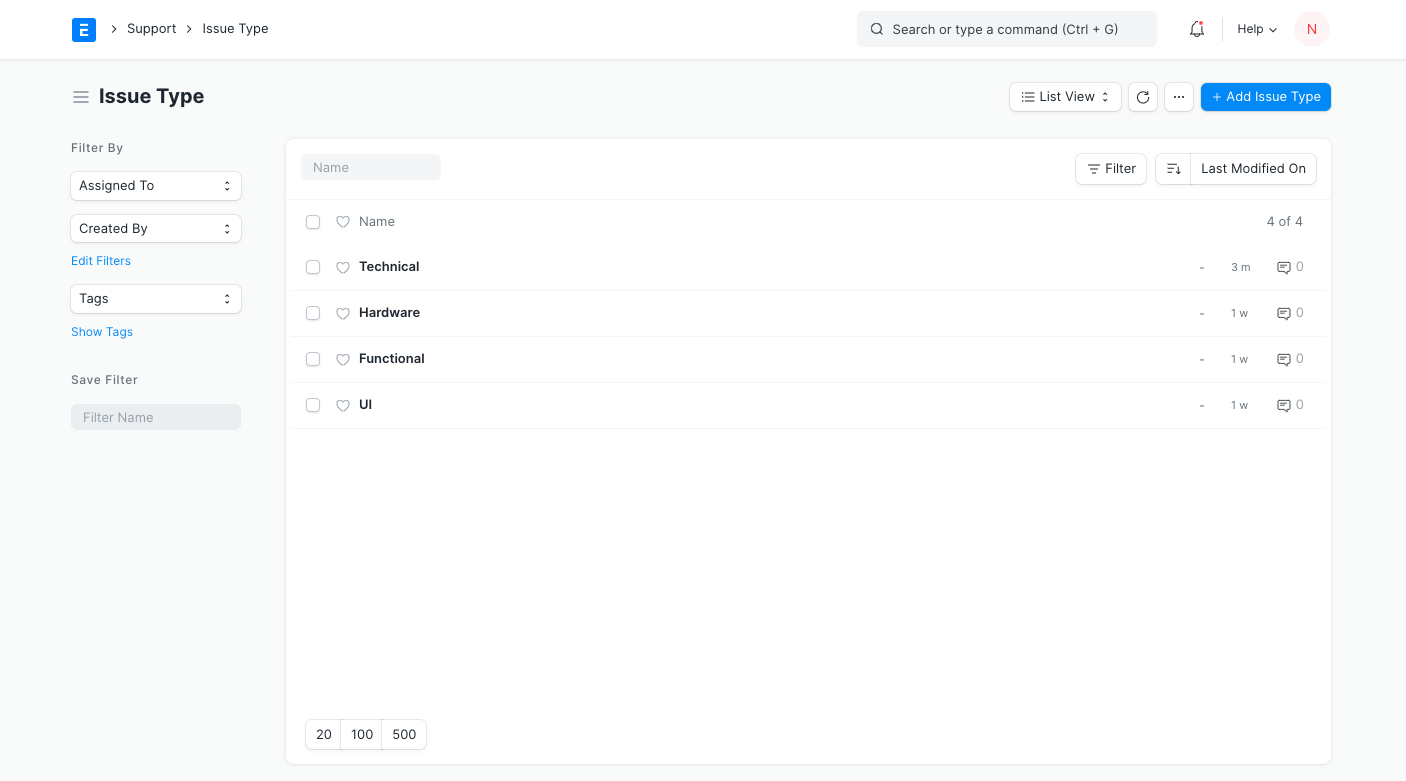 E Support Issue Type Search or type a command (Ctrl + G) Help N
Issue Type List View ... + Add Issue Type
Filter By
Assigned To
Created By
Edit Filters
Tags
Show Tags
Save Filter
Filter Name
Name Filter Last Modified On
Name 4 of 4
Technical - 3 m 0
Hardware - 1 w 0
Functional - 1 w 0
UI - 1 w 0
20 100 500